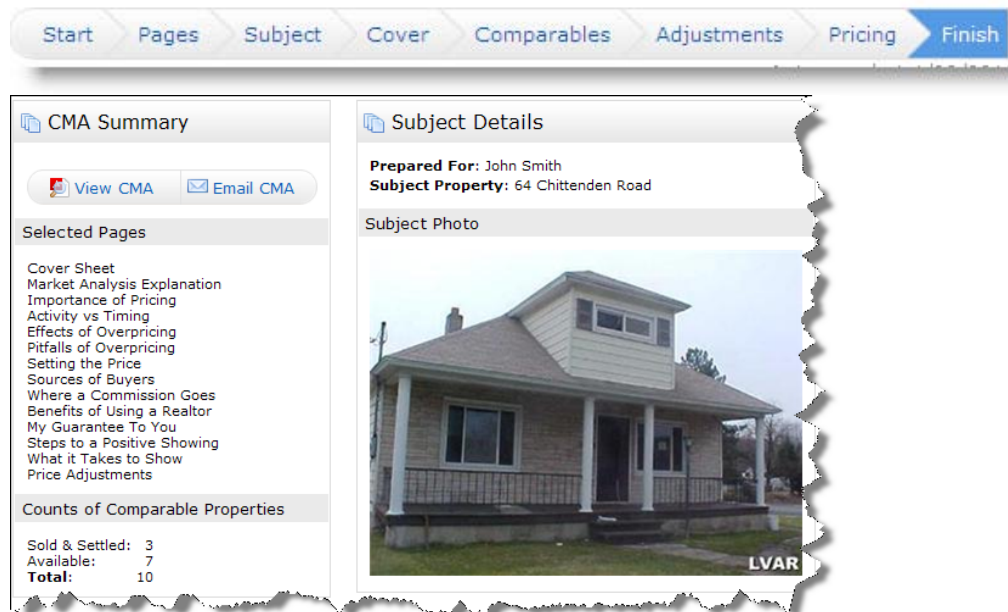 Start Pages Subject Cover Comparables Adjustments Pricing Finish
CMA Summary
View CMA Email CMA
Selected Pages
Cover Sheet
Market Analysis Explanation
Importance of Pricing
Activity vs Timing
Effects of Overpricing
Pitfalls of Overpricing
Setting the Price
Sources of Buyers
Where a Commission Goes
Benefits of Using a Realtor
My Guarantee To You
Steps to a Positive Showing
What it Takes to Show
Price Adjustments
Counts of Comparable Properties
Sold & Settled: 3
Available: 7
Total: 10
Subject Details
Prepared For: John Smith
Subject Property: 64 Chittenden Road
Subject Photo
LVAR